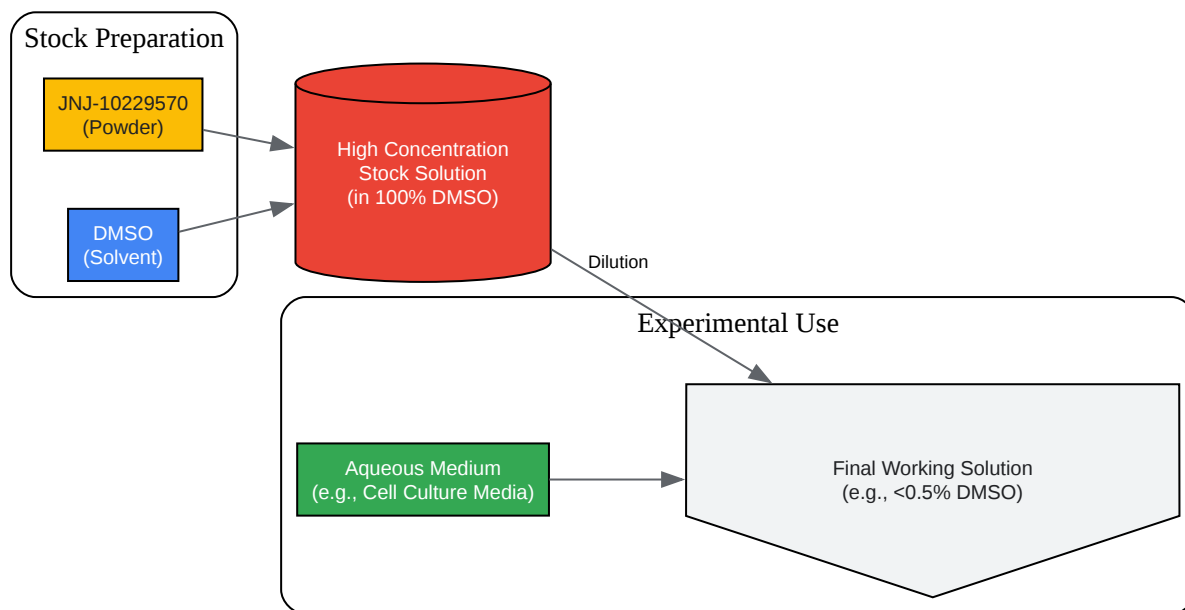 Stock Preparation
JNJ-10229570
(Powder)
DMSO
(Solvent)
High Concentration
Stock Solution
(in 100% DMSO)
Dilution
Experimental Use
Aqueous Medium
(e.g., Cell Culture Media)
Final Working Solution
(e.g., <0.5% DMSO)